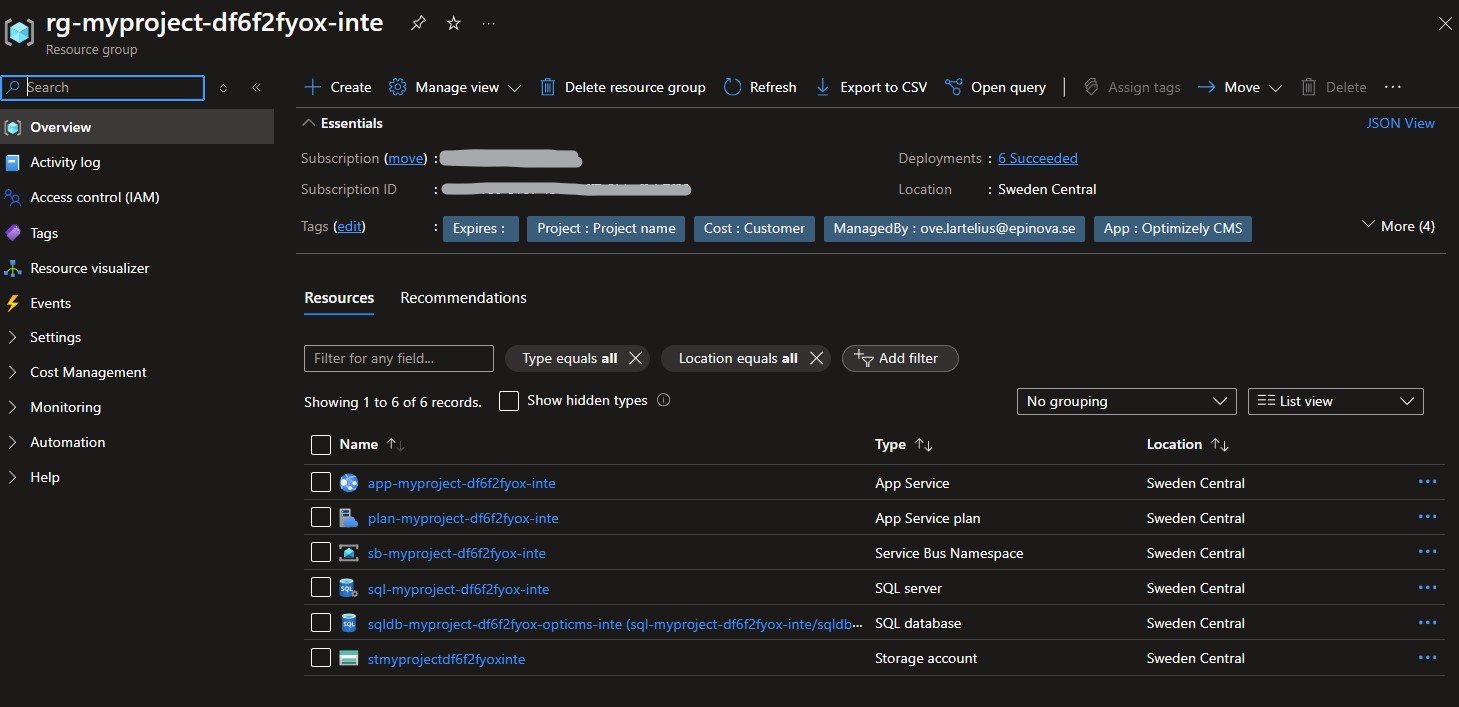 rg-myproject-df6f2fyox-inte ...
Resource group
Search
Create Manage view Delete resource group Refresh Export to CSV Open query | Assign tags Move Delete ...
Overview
Activity log
Access control (IAM)
Tags
Resource visualizer
Events
Settings
Cost Management
Monitoring
Automation
Help
Essentials
JSON View
Subscription (move) :
Deployments : 6 Succeeded
Subscription ID :
Location : Sweden Central
Tags (edit) : Expires : Project : Project name Cost : Customer ManagedBy : ove.lartelius@epinova.se App : Optimizely CMS More (4)
Resources Recommendations
Filter for any field... Type equals all Location equals all Add filter
Showing 1 to 6 of 6 records. Show hidden types No grouping List view
Name Type Location
app-myproject-df6f2fyox-inte App Service Sweden Central ...
plan-myproject-df6f2fyox-inte App Service plan Sweden Central ...
sb-myproject-df6f2fyox-inte Service Bus Namespace Sweden Central ...
SQL sql-myproject-df6f2fyox-inte SQL server Sweden Central ...
SQL sqldb-myproject-df6f2fyox-opticms-inte (sql-myproject-df6f2fyox-inte/sqldb... SQL database Sweden Central ...
stmyprojectdf6f2fyoxinte Storage account Sweden Central ...